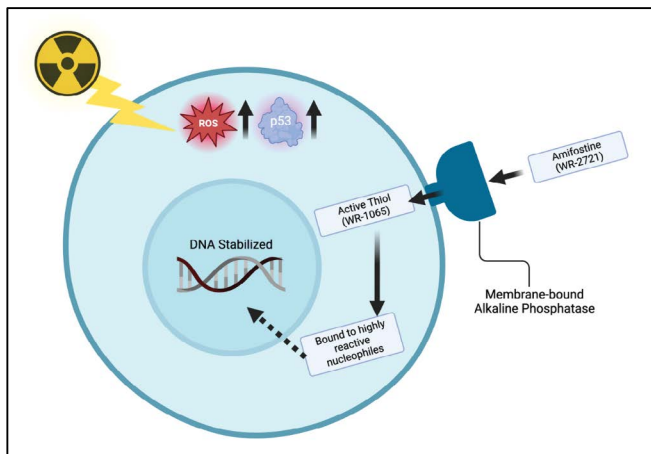 ROS
p53
Amifostine
(WR-2721)
Active Thiol
(WR-1065)
DNA Stabilized
Membrane-bound
Alkaline Phosphatase
Bound to highly
reactive
nucleophiles